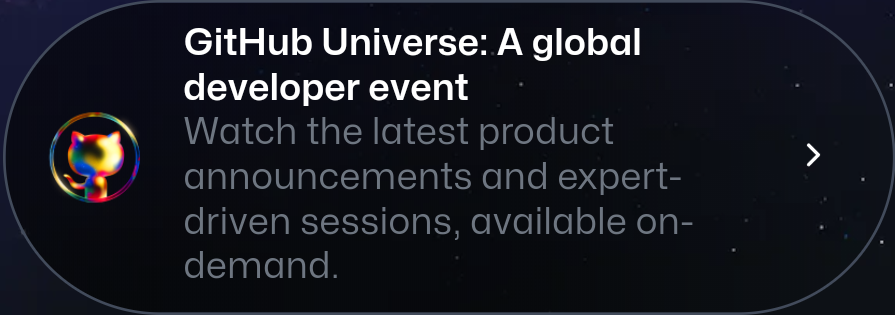 GitHub Universe: A global
developer event
Watch the latest product
announcements and expert-
driven sessions, available on-
demand.